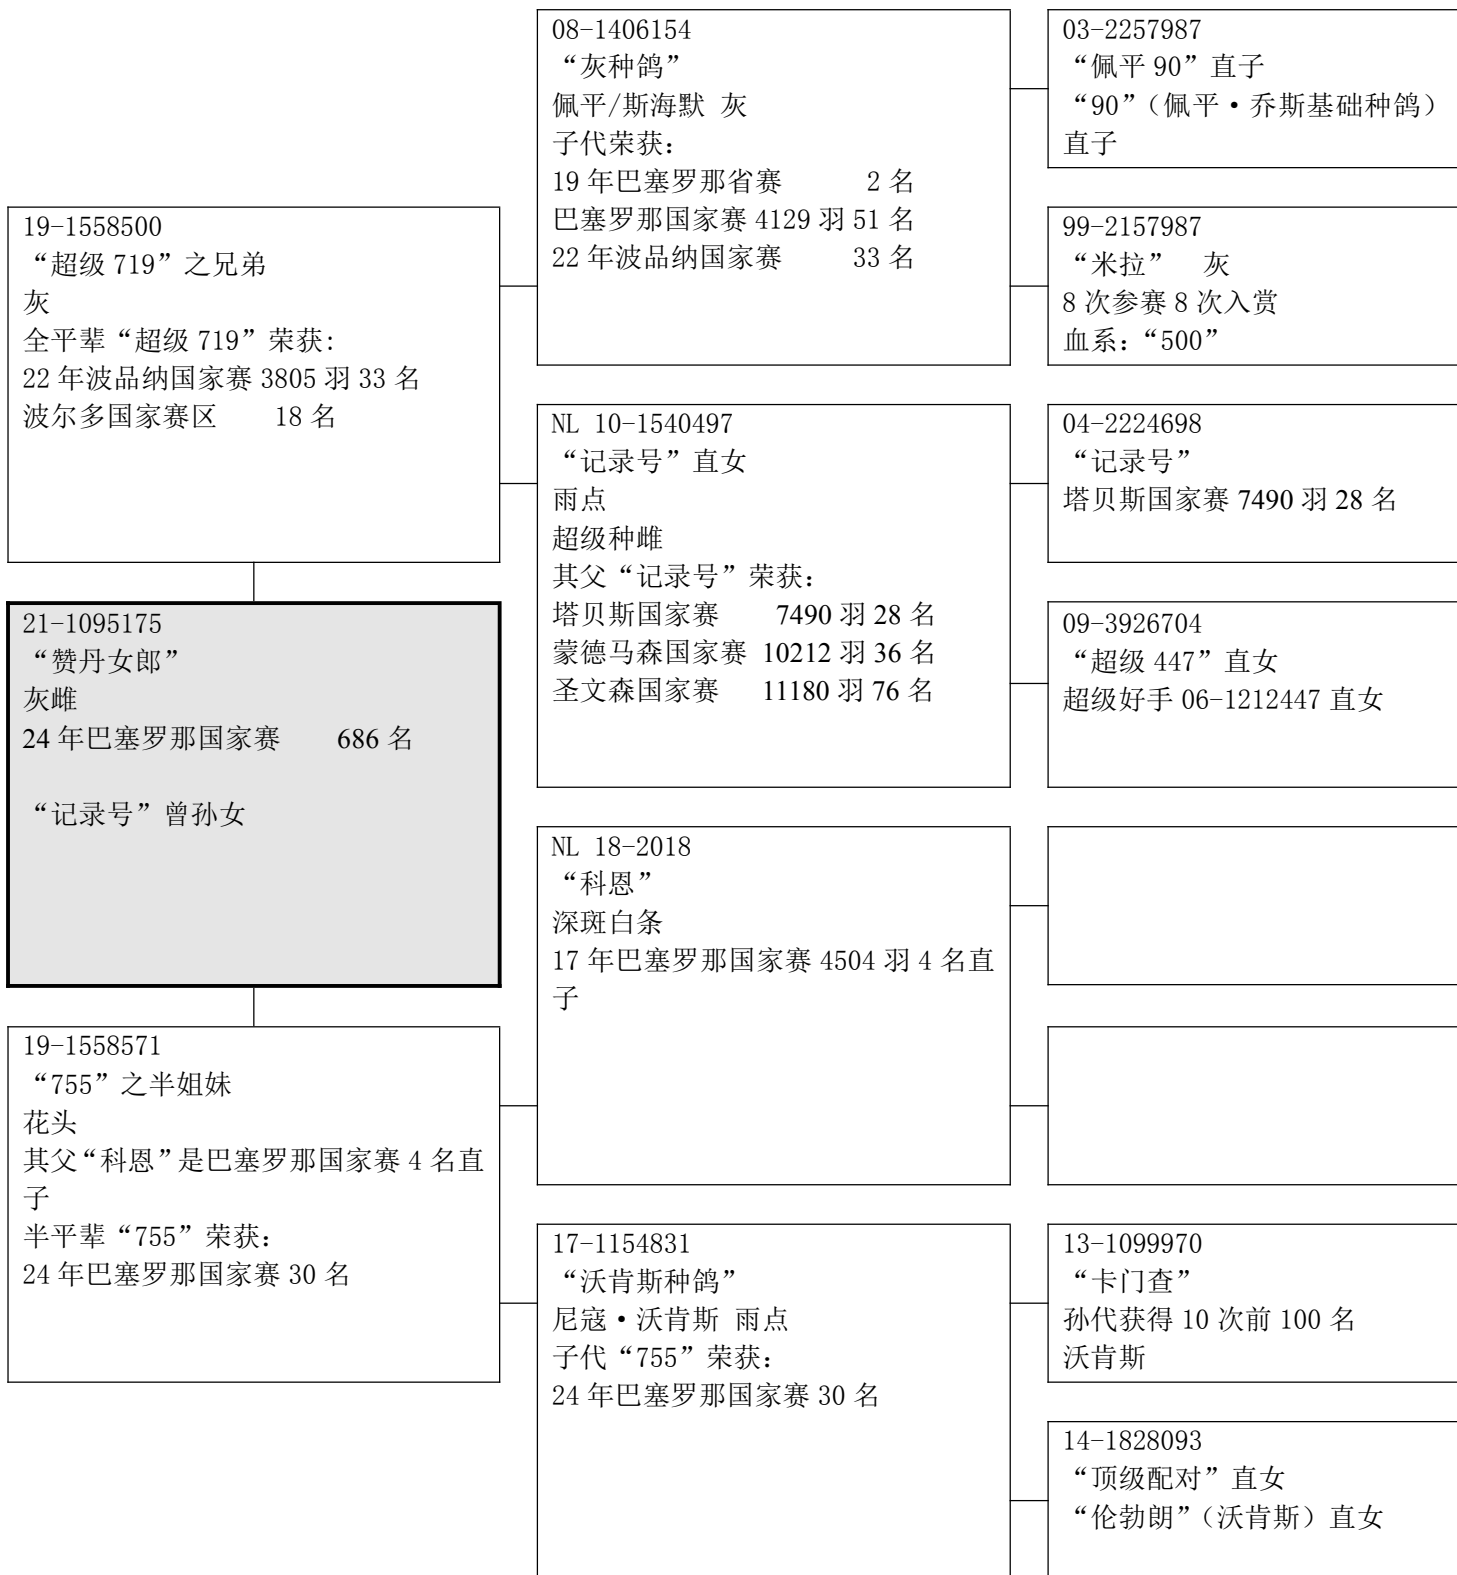 19-1558500
“超级 719”之兄弟
灰
全平辈“超级 719”荣获:
22 年波品纳国家赛 3805 羽 33 名
波尔多国家赛区 18 名
21-1095175
“赞丹女郎”
灰雌
24 年巴塞罗那国家赛 686 名
“记录号”曾孙女
19-1558571
“755”之半姐妹
花头
其父“科恩”是巴塞罗那国家赛 4 名直
子
半平辈“755”荣获:
24 年巴塞罗那国家赛 30 名
08-1406154
“灰种鸽”
佩平/斯海默 灰
子代荣获:
19 年巴塞罗那省赛 2 名
巴塞罗那国家赛 4129 羽 51 名
22 年波品纳国家赛 33 名
NL 10-1540497
“记录号”直女
雨点
超级种雌
其父“记录号”荣获:
塔贝斯国家赛 7490 羽 28 名
蒙德马森国家赛 10212 羽 36 名
圣文森国家赛 11180 羽 76 名
NL 18-2018
“科恩”
深斑白条
17 年巴塞罗那国家赛 4504 羽 4 名直
子
17-1154831
“沃肯斯种鸽”
尼寇·沃肯斯 雨点
子代“755”荣获:
24 年巴塞罗那国家赛 30 名
03-2257987
“佩平 90”直子
“90”（佩平·乔斯基础种鸽）
直子
99-2157987
“米拉” 灰
8 次参赛 8 次入赏
血系:“500”
04-2224698
“记录号”
塔贝斯国家赛 7490 羽 28 名
09-3926704
“超级 447”直女
超级好手 06-1212447 直女
13-1099970
“卡门查”
孙代获得 10 次前 100 名
沃肯斯
14-1828093
“顶级配对”直女
“伦勃朗”（沃肯斯）直女